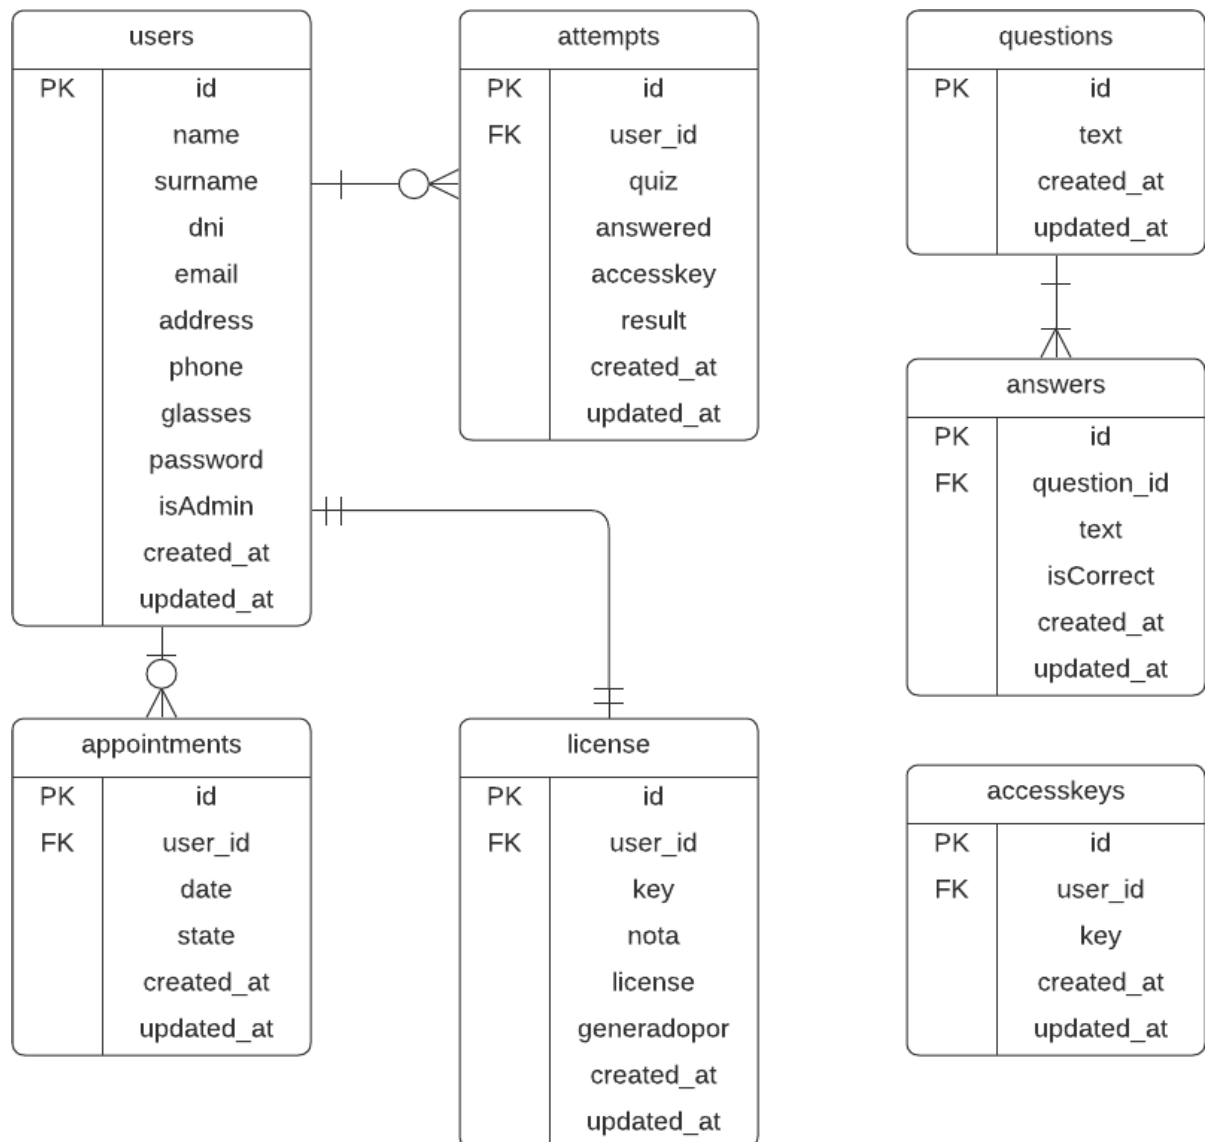 users
PK id
name
surname
dni
email
address
phone
glasses
password
isAdmin
created_at
updated_at
attempts
PK id
FK user_id
quiz
answered
accesskey
result
created_at
updated_at
questions
PK id
text
created_at
updated_at
answers
PK id
FK question_id
text
isCorrect
created_at
updated_at
appointments
PK id
FK user_id
date
state
created_at
updated_at
license
PK id
FK user_id
key
nota
license
generadopor
created_at
updated_at
accesskeys
PK id
FK user_id
key
created_at
updated_at